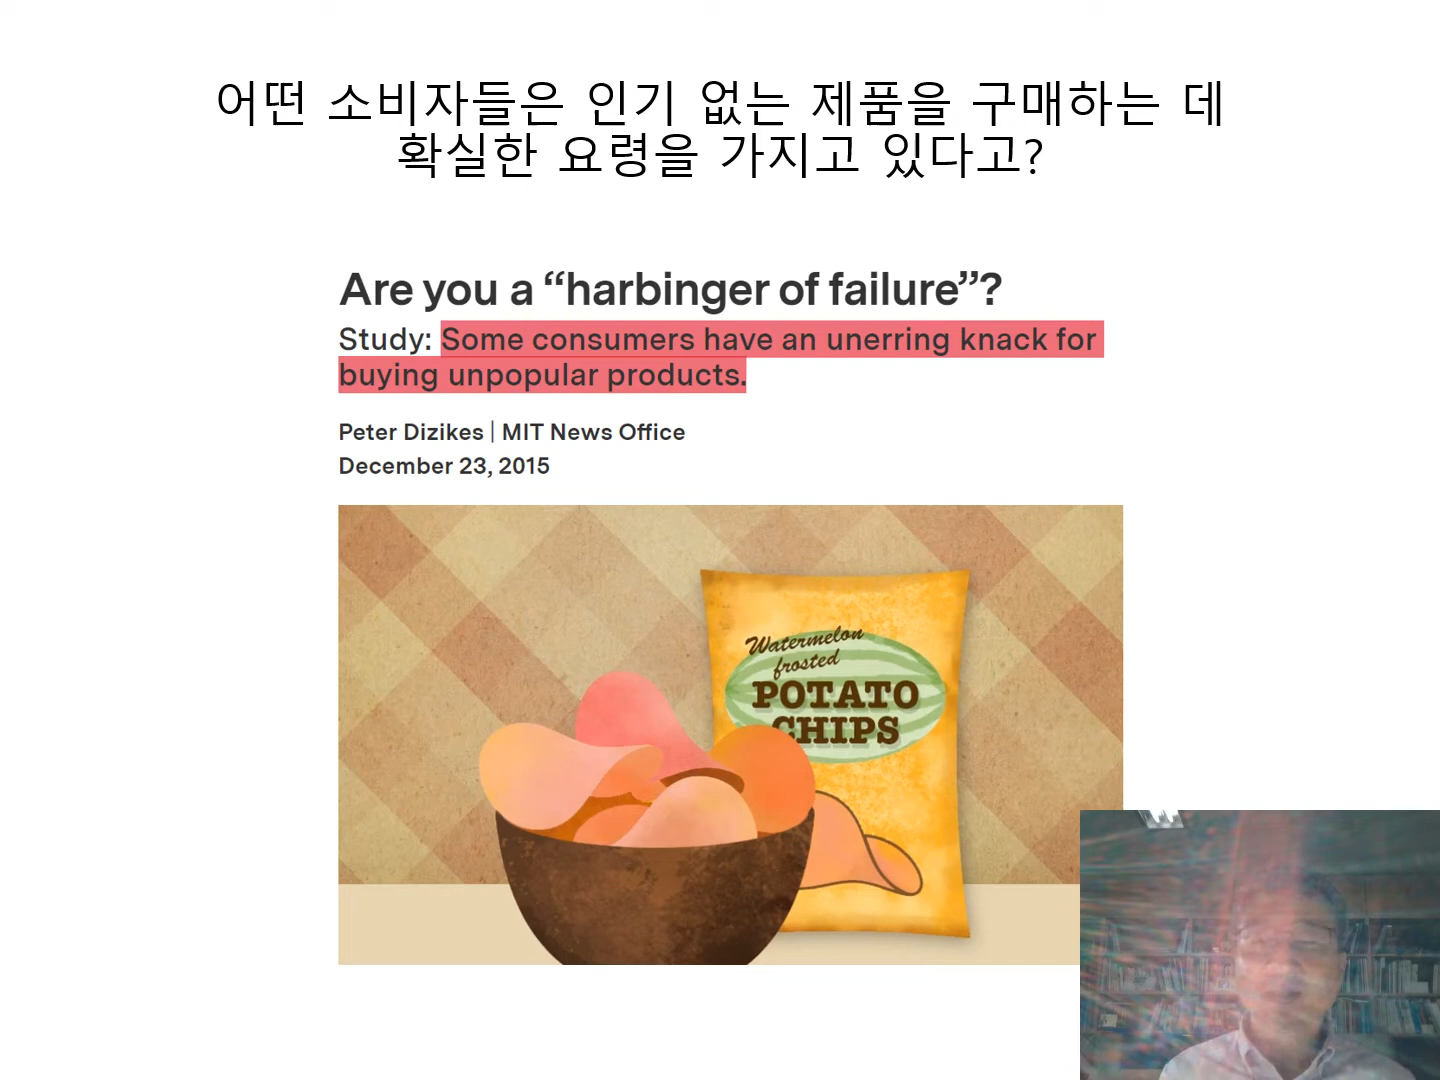 어떤 소비자들은 인기 없는 제품을 구매하는 데
확실한 요령을 가지고 있다고?
Are you a “harbinger of failure”?
Study: Some consumers have an unerring knack for
buying unpopular products.
Peter Dizikes | MIT News Office
December 23, 2015
Watermelon
frosted
POTATO
CHIPS